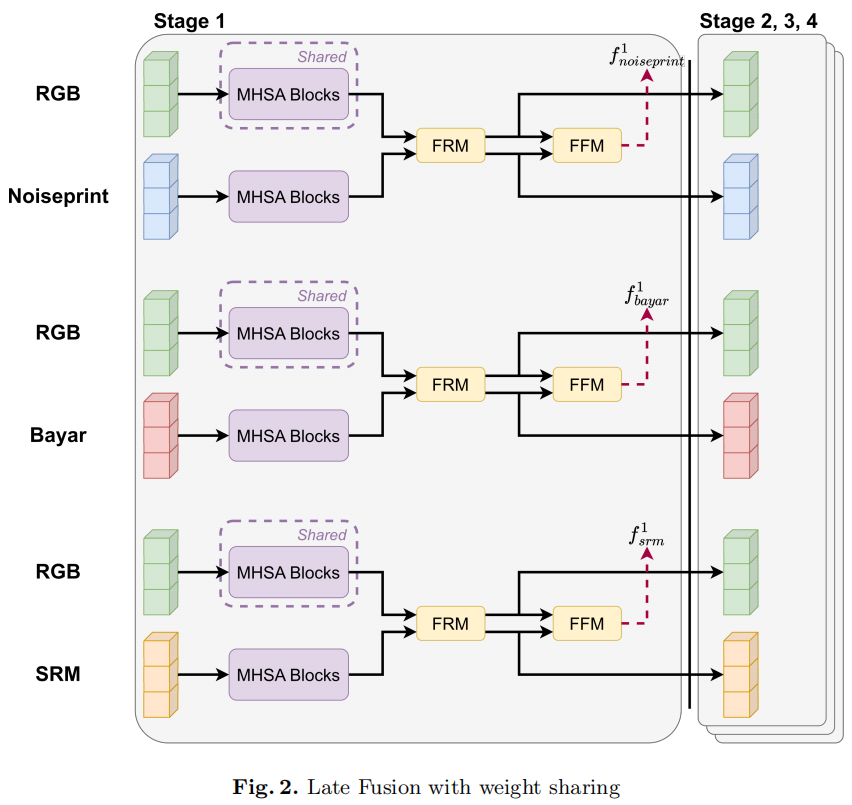 Stage 1
Stage 2, 3, 4
RGB
Shared
MHSA Blocks
f^1_{noiseprint}
FRM
FFM
Noiseprint
MHSA Blocks
RGB
Shared
MHSA Blocks
f^1_{bayar}
FRM
FFM
Bayar
MHSA Blocks
RGB
Shared
MHSA Blocks
f^1_{srm}
FRM
FFM
SRM
MHSA Blocks
Fig. 2. Late Fusion with weight sharing